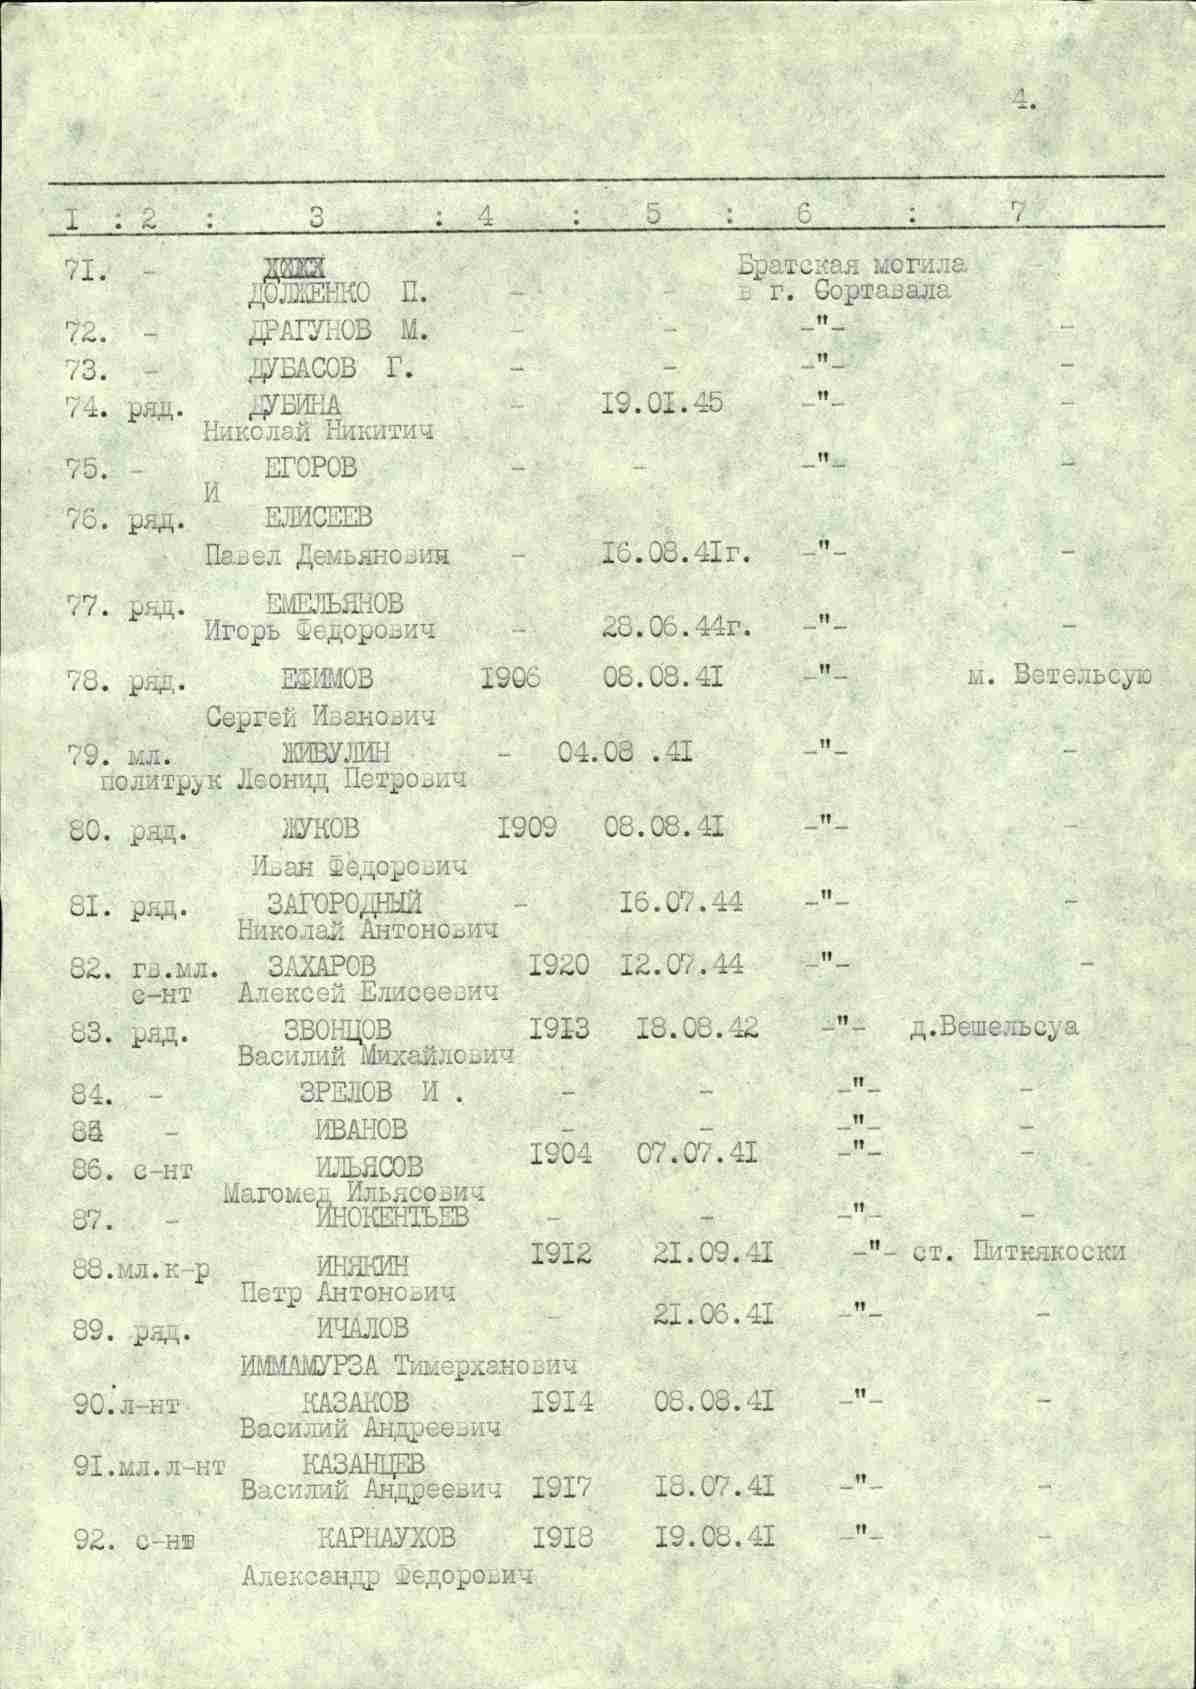 4.
I : 2 : 3 : 4 : 5 : 6 : 7
71. - Братская могила
ДОЛЖЕНКО П. - - в г. Сортавала
72. - ДРАГУНОВ М. - - -"- -
73. - ДУБАСОВ Г. - - -"- -
74. ряд. ДУБИНА - 19.01.45 -"- -
Николай Никитич
75. - ЕГОРОВ - - -"- -
И
76. ряд. ЕЛИСЕЕВ
Павел Демьянович - 16.08.41г. -"- -
77. ряд. ЕМЕЛЬЯНОВ
Игорь Федорович - 28.06.44г. -"- -
78. ряд. ЕФИМОВ 1906 08.08.41 -"- м. Ветельсую
Сергей Иванович
79. мл. ЖИВУЛИН - 04.08 .41 -"- -
политрук Леонид Петрович
80. ряд. ЖУКОВ 1909 08.08.41 -"- -
Иван Федорович
81. ряд. ЗАГОРОДНЫЙ - 16.07.44 -"- -
Николай Антонович
82. гв.мл. ЗАХАРОВ 1920 12.07.44 -"- -
с-нт Алексей Елисеевич
83. ряд. ЗВОНЦОВ 1913 18.08.42 -"- д.Вешельсуа
Василий Михайлович
84. - ЗРЕЛОВ И . - - -"- -
85 - ИВАНОВ - - -"- -
86. с-нт ИЛЬЯСОВ 1904 07.07.41 -"- -
Магомед Ильясович
87. - ИНОКЕНТЬЕВ - - -"- -
88.мл.к-р ИНЯКИН 1912 21.09.41 -"- ст. Питкякоски
Петр Антонович
89. ряд. ИЧАЛОВ - 21.06.41 -"- -
ИММАМУРЗА Тимерханович
90.л-нт КАЗАКОВ 1914 08.08.41 -"- -
Василий Андреевич
91.мл.л-нт КАЗАНЦЕВ
Василий Андреевич 1917 18.07.41 -"- -
92. с-нт КАРНАУХОВ 1918 19.08.41 -"- -
Александр Федорович